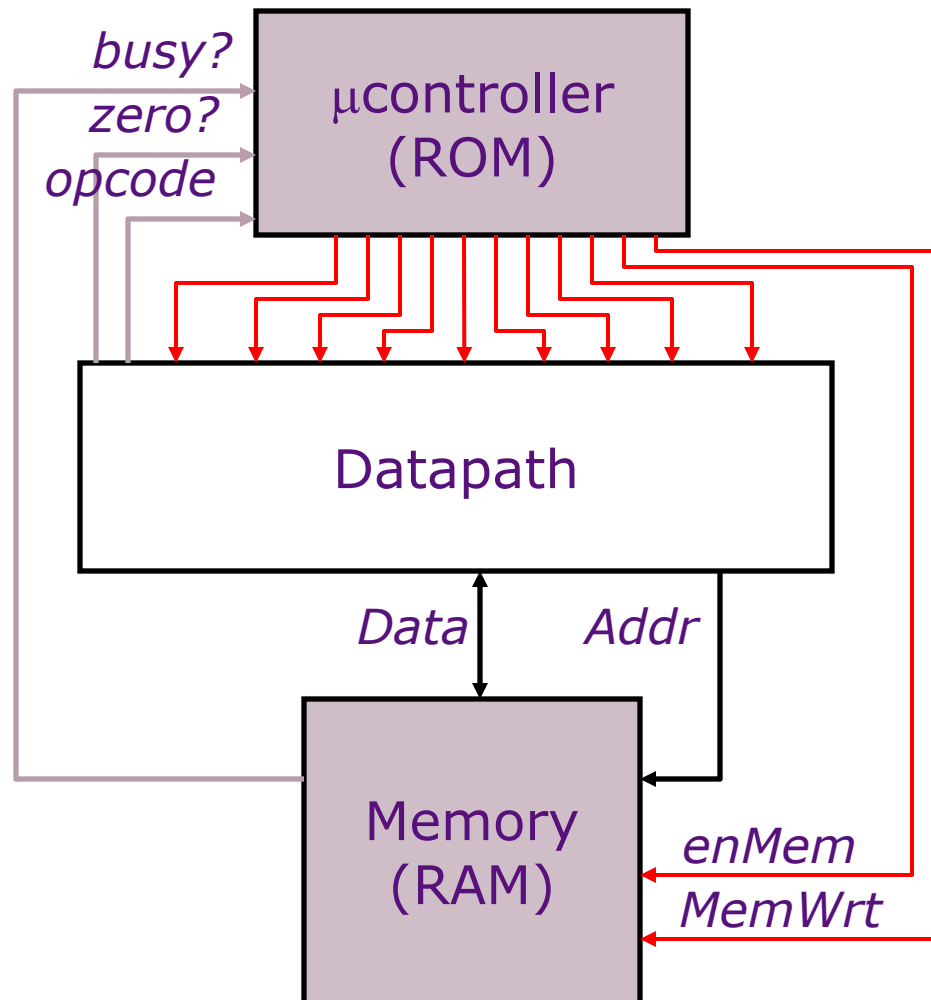 busy?
zero?
opcode
μcontroller
(ROM)
Datapath
Data
Addr
Memory
(RAM)
enMem
MemWrt